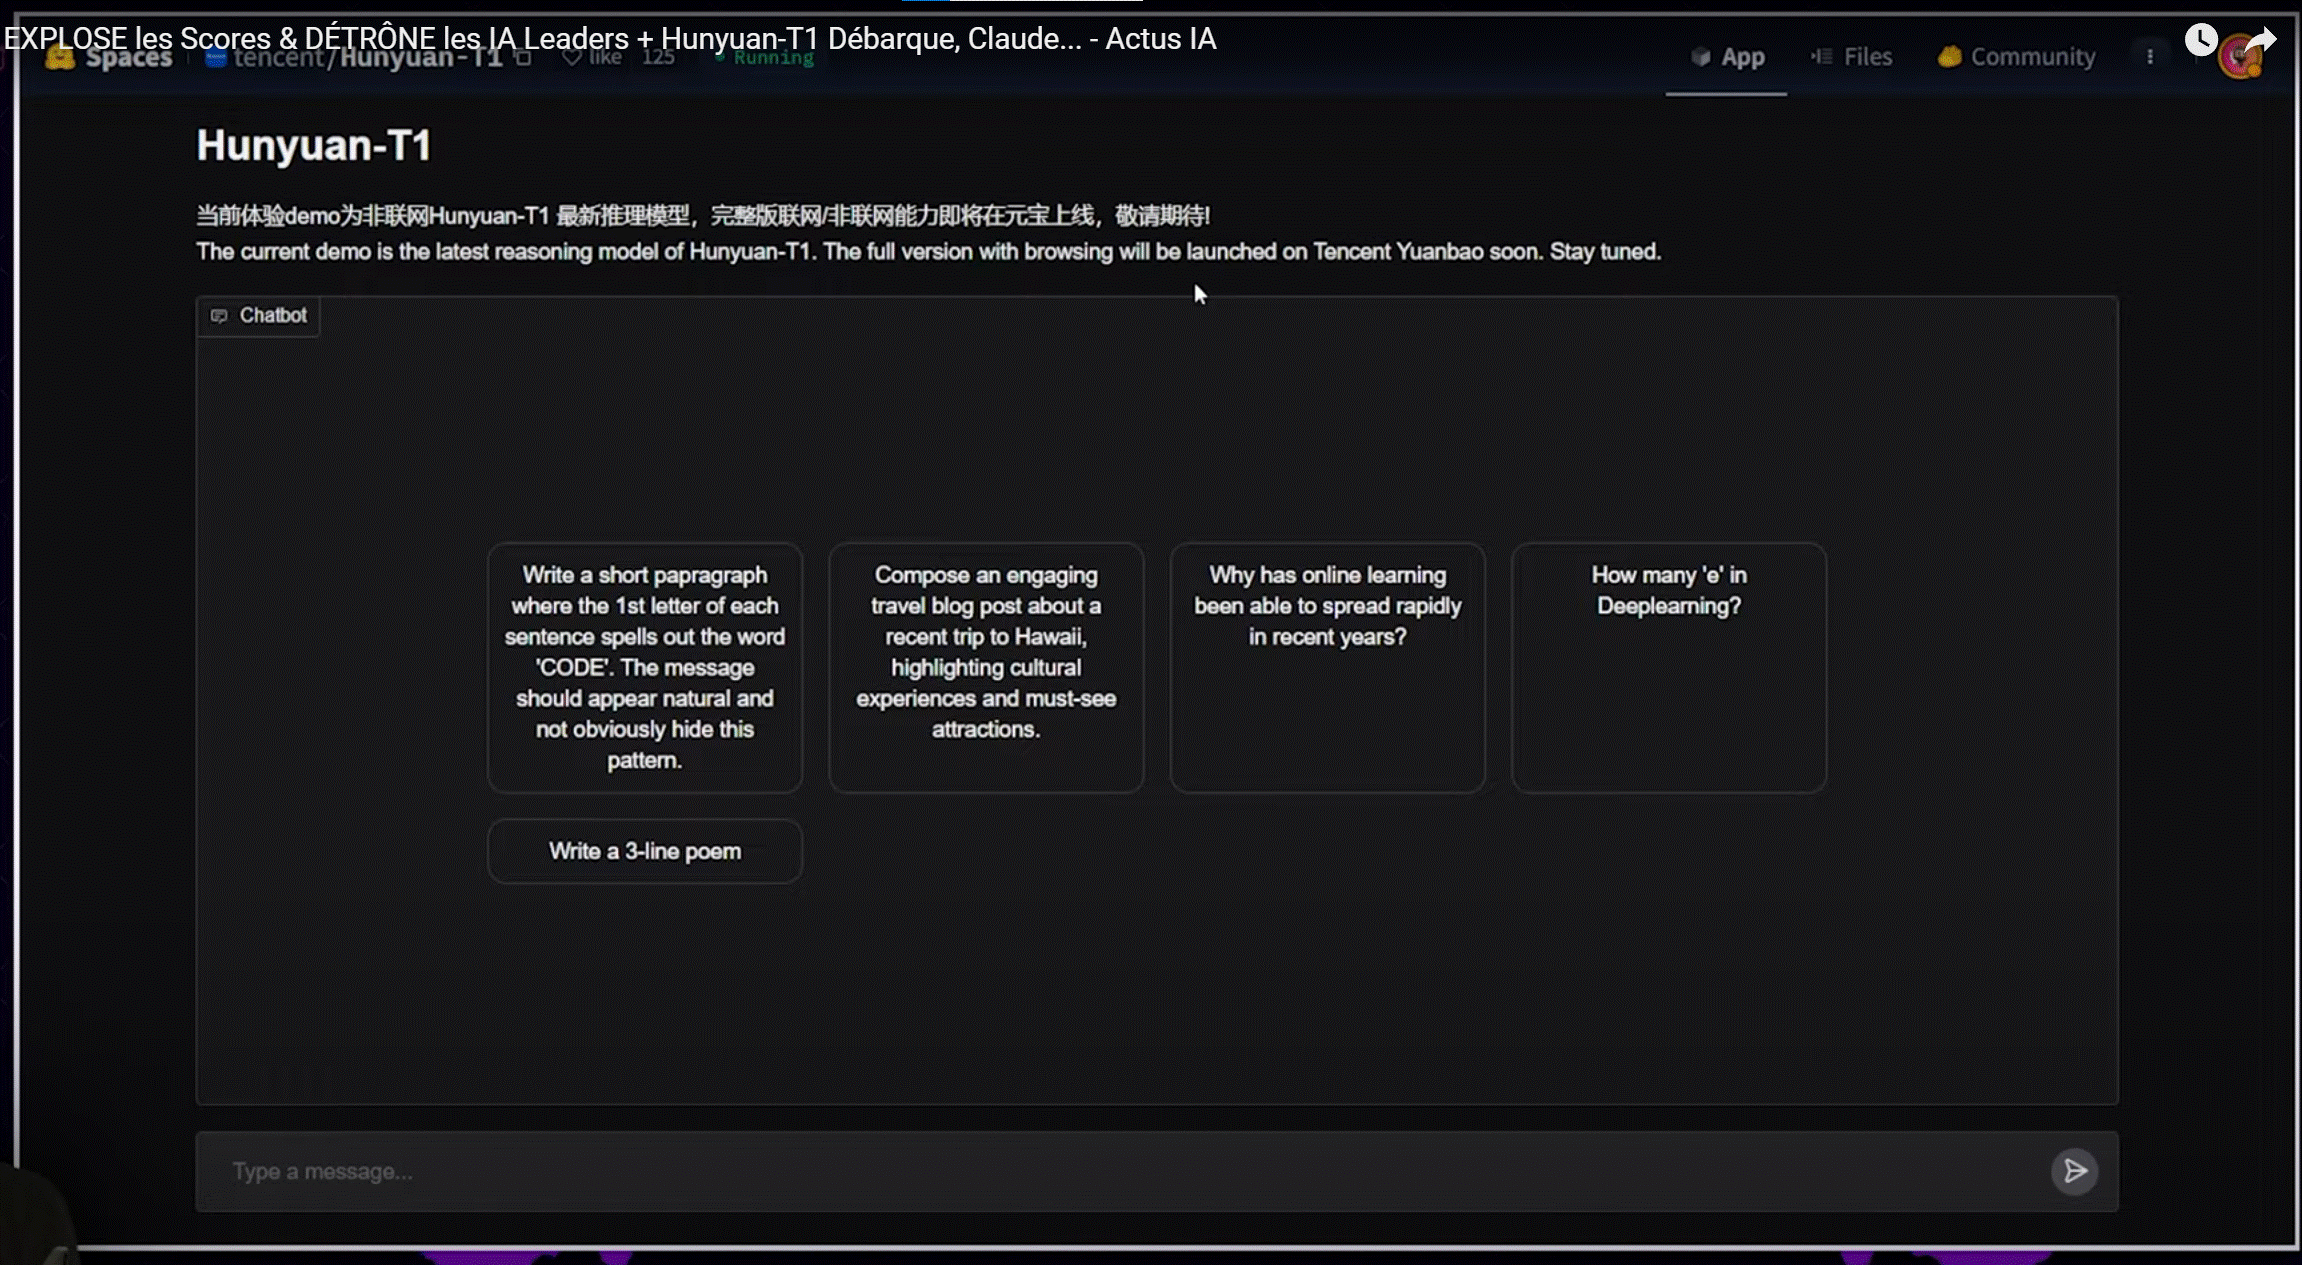 EXPLOSE les Scores & DÉTRÔNE les IA Leaders + Hunyuan-T1 Débarque, Claude... - Actus IA
Spaces tencent/Hunyuan-T1 like 125 Running App Files Community
Hunyuan-T1
当前体验demo为非联网Hunyuan-T1 最新推理模型，完整版联网/非联网能力即将在元宝上线，敬请期待!
The current demo is the latest reasoning model of Hunyuan-T1. The full version with browsing will be launched on Tencent Yuanbao soon. Stay tuned.
Chatbot
Write a short papragraph
where the 1st letter of each
sentence spells out the word
'CODE'. The message
should appear natural and
not obviously hide this
pattern.
Compose an engaging
travel blog post about a
recent trip to Hawaii,
highlighting cultural
experiences and must-see
attractions.
Why has online learning
been able to spread rapidly
in recent years?
How many 'e' in
Deeplearning?
Write a 3-line poem
Type a message...